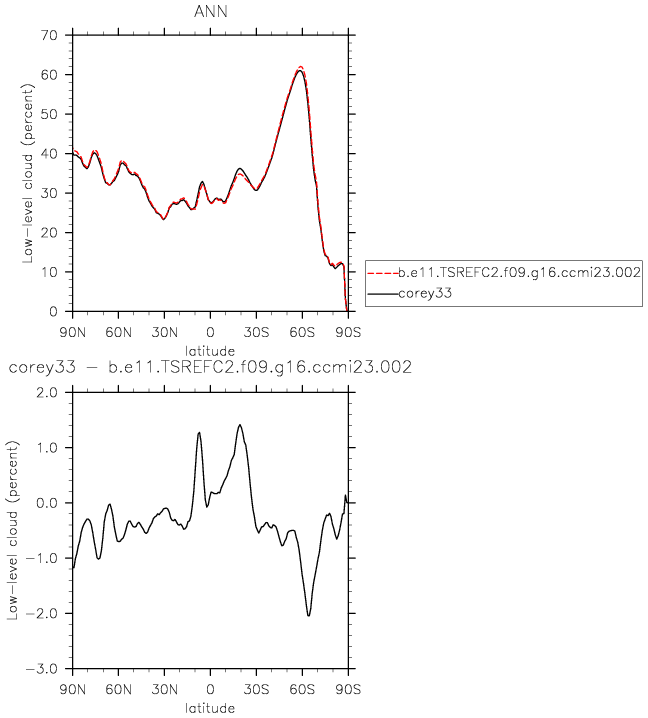 ANN
70
60
50
40
30
20
10
0
Low-level cloud (percent)
90N 60N 30N 0 30S 60S 90S
latitude
b.e11.TSREFC2.f09.g16.ccmi23.002
corey33
corey33 - b.e11.TSREFC2.f09.g16.ccmi23.002
2.0
1.0
0.0
-1.0
-2.0
-3.0
Low-level cloud (percent)
90N 60N 30N 0 30S 60S 90S
latitude